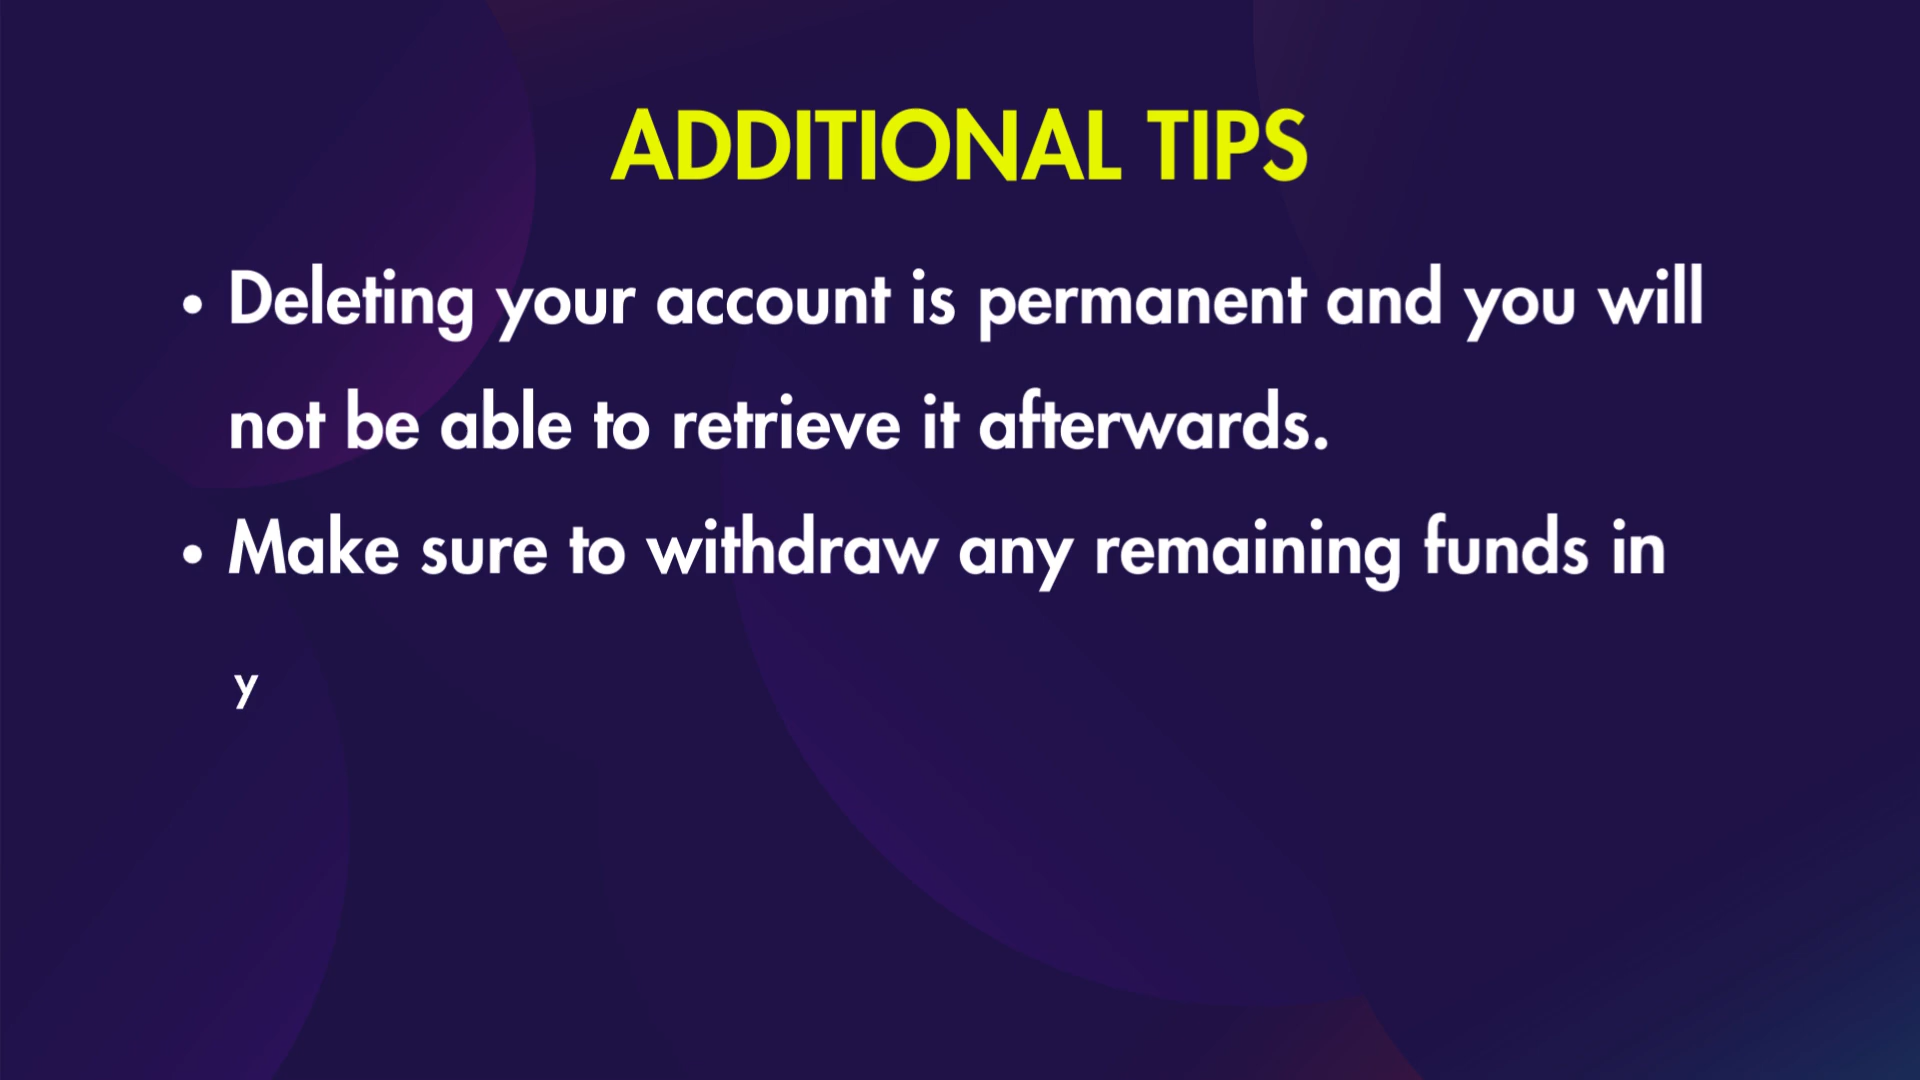 ADDITIONAL TIPS
• Deleting your account is permanent and you will
not be able to retrieve it afterwards.
• Make sure to withdraw any remaining funds in
y